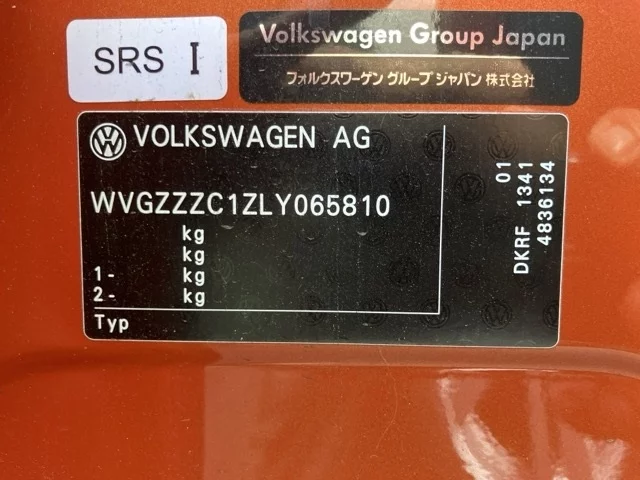 SRS I
Volkswagen Group Japan
フォルクスワーゲン グループ ジャパン 株式会社
VOLKSWAGEN AG
WVGZZZC1ZLY065810
kg
kg
1- kg
2- kg
Typ
01
DKRF 1341
4836134